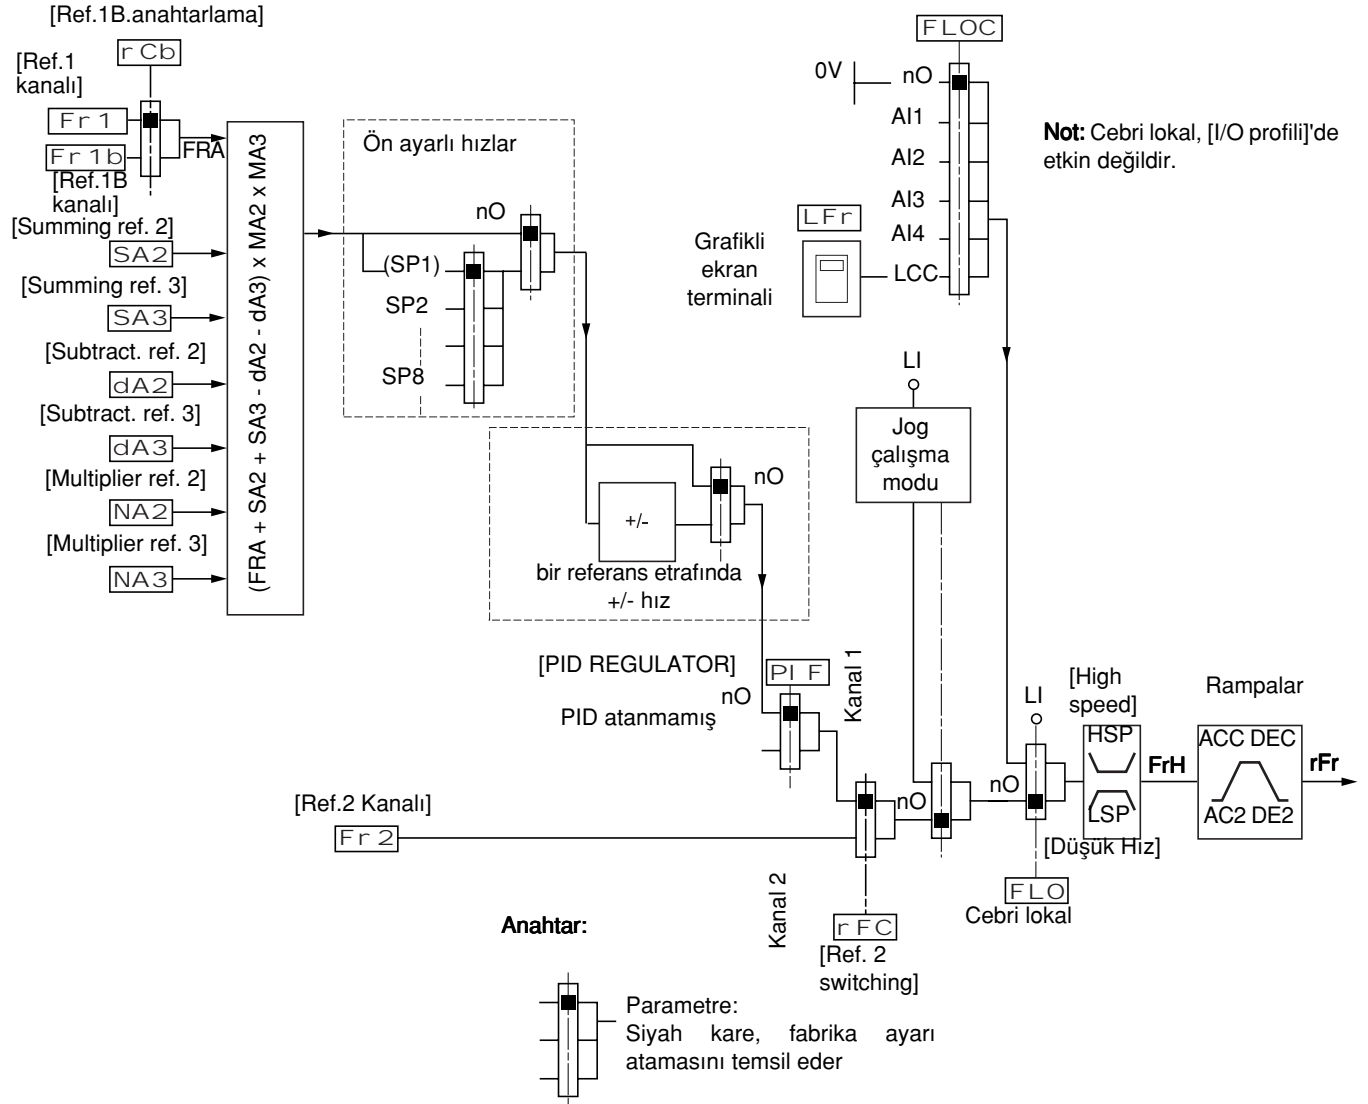 [Ref.1B.anahtarlama]
rCb
[Ref.1
kanalı]
Fr1
FRA
Fr1b
[Ref.1B
kanalı]
[Summing ref. 2]
SA2
[Summing ref. 3]
SA3
[Subtract. ref. 2]
dA2
[Subtract. ref. 3]
dA3
[Multiplier ref. 2]
NA2
[Multiplier ref. 3]
NA3
(FRA + SA2 + SA3 - dA2 - dA3) x MA2 x MA3
Ön ayarlı hızlar
nO
(SP1)
SP2
SP8
nO
+/-
bir referans etrafında
+/- hız
FLOC
0V
nO
AI1
AI2
AI3
AI4
LCC
LFr
Grafikli
ekran
terminali
Not: Cebri lokal, [I/O profili]'de
etkin değildir.
LI
Jog
çalışma
modu
[PID REGULATOR]
PIF
nO
PID atanmamış
Kanal 1
[Ref.2 Kanalı]
Fr2
Kanal 2
nO
rFC
[Ref. 2
switching]
LI
nO
FLO
Cebri lokal
[High
speed]
HSP
LSP
[Düşük Hiz]
FrH
Rampalar
ACC DEC
AC2 DE2
rFr
Anahtar:
Parametre:
Siyah kare, fabrika ayarı
atamasını temsil eder